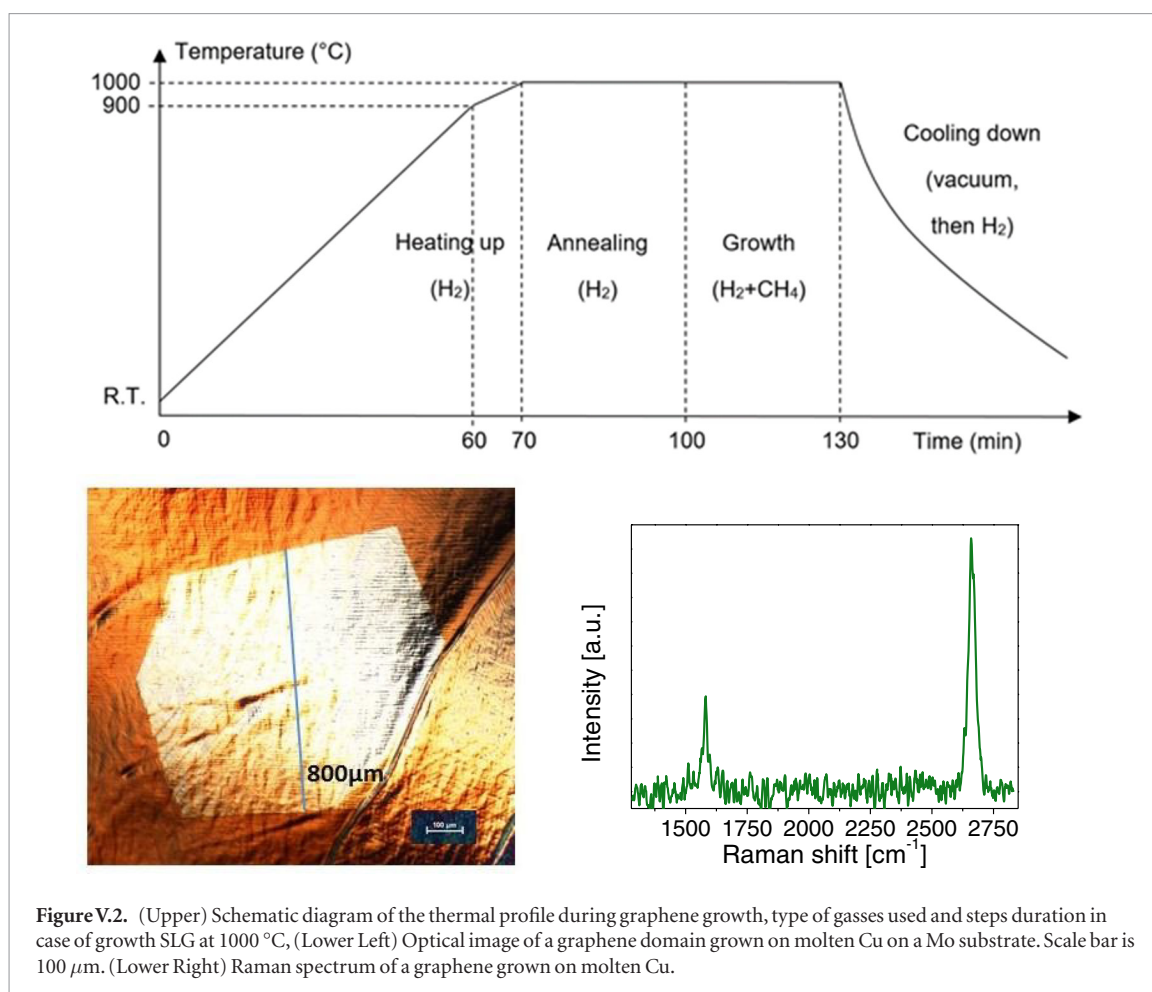 Temperature (°C)
1000
900
R.T.
Heating up
(H₂)
Annealing
(H₂)
Growth
(H₂+CH₄)
Cooling down
(vacuum,
then H₂)
0 60 70 100 130 Time (min)
800µm
100 µm
Intensity [a.u.]
1500 1750 2000 2250 2500 2750
Raman shift [cm⁻¹]
Figure V.2. (Upper) Schematic diagram of the thermal profile during graphene growth, type of gasses used and steps duration in
case of growth SLG at 1000 °C, (Lower Left) Optical image of a graphene domain grown on molten Cu on a Mo substrate. Scale bar is
100 μm. (Lower Right) Raman spectrum of a graphene grown on molten Cu.